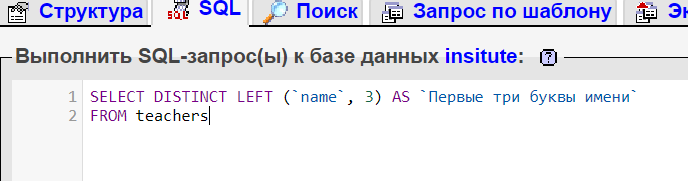 Структура SQL Поиск Запрос по шаблону Эк
Выполнить SQL-запрос(ы) к базе данных insitute:
1 SELECT DISTINCT LEFT (`name`, 3) AS `Первые три буквы имени`
2 FROM teachers